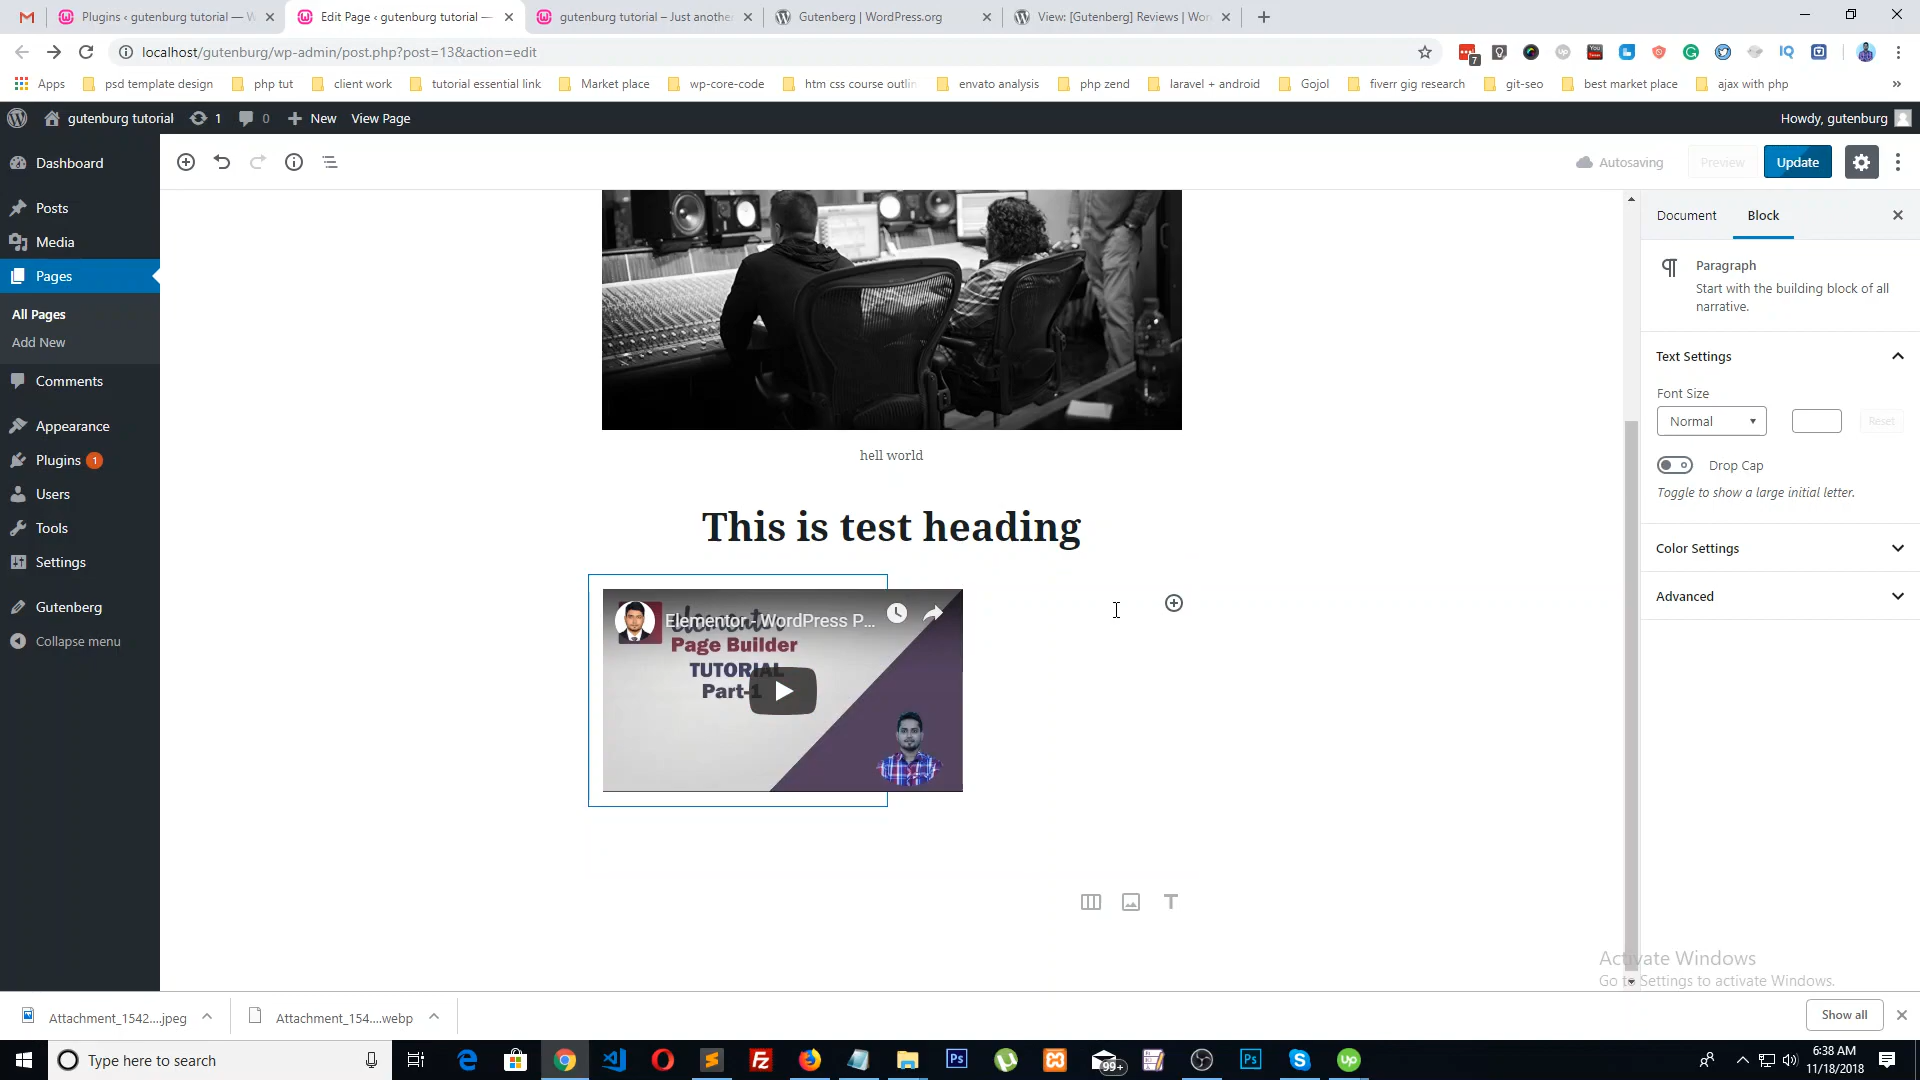 Plugins ‹ gutenburg tutorial — W
Edit Page ‹ gutenburg tutorial —
gutenburg tutorial – Just another
Gutenberg | WordPress.org
View: [Gutenberg] Reviews | Wor
localhost/gutenburg/wp-admin/post.php?post=13&action=edit
Apps
psd template design
php tut
client work
tutorial essential link
Market place
wp-core-code
htm css course outlin
envato analysis
php zend
laravel + android
Gojol
fiverr gig research
git-seo
best market place
ajax with php
gutenburg tutorial
1
0
New
View Page
Howdy, gutenburg
Dashboard
Posts
Media
Pages
All Pages
Add New
Comments
Appearance
Plugins 1
Users
Tools
Settings
Gutenberg
Collapse menu
Autosaving
Preview
Update
hell world
This is test heading
Elementor - WordPress P...
elementor
Page Builder
TUTORIAL
Part-1
Document
Block
Paragraph
Start with the building block of all
narrative.
Text Settings
Font Size
Normal
Reset
Drop Cap
Toggle to show a large initial letter.
Color Settings
Advanced
Activate Windows
Go to Settings to activate Windows.
Attachment_1542....jpeg
Attachment_154....webp
Show all
Type here to search
99+
6:38 AM
11/18/2018